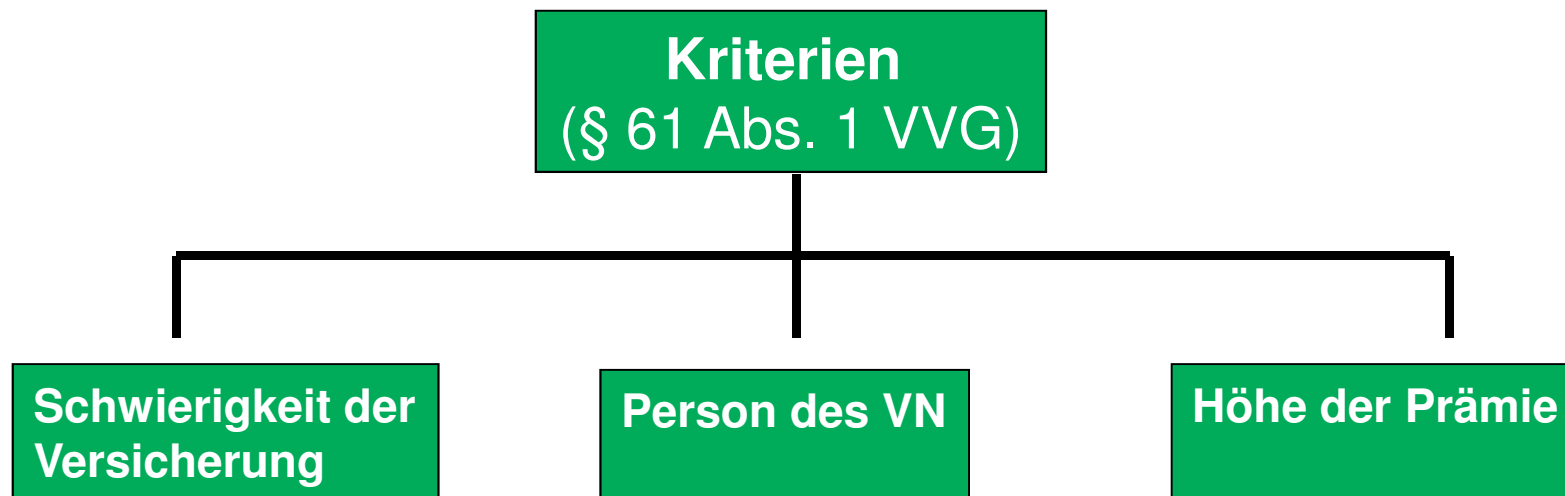 Kriterien
(§ 61 Abs. 1 VVG)
Schwierigkeit der
Versicherung
Person des VN
Höhe der Prämie